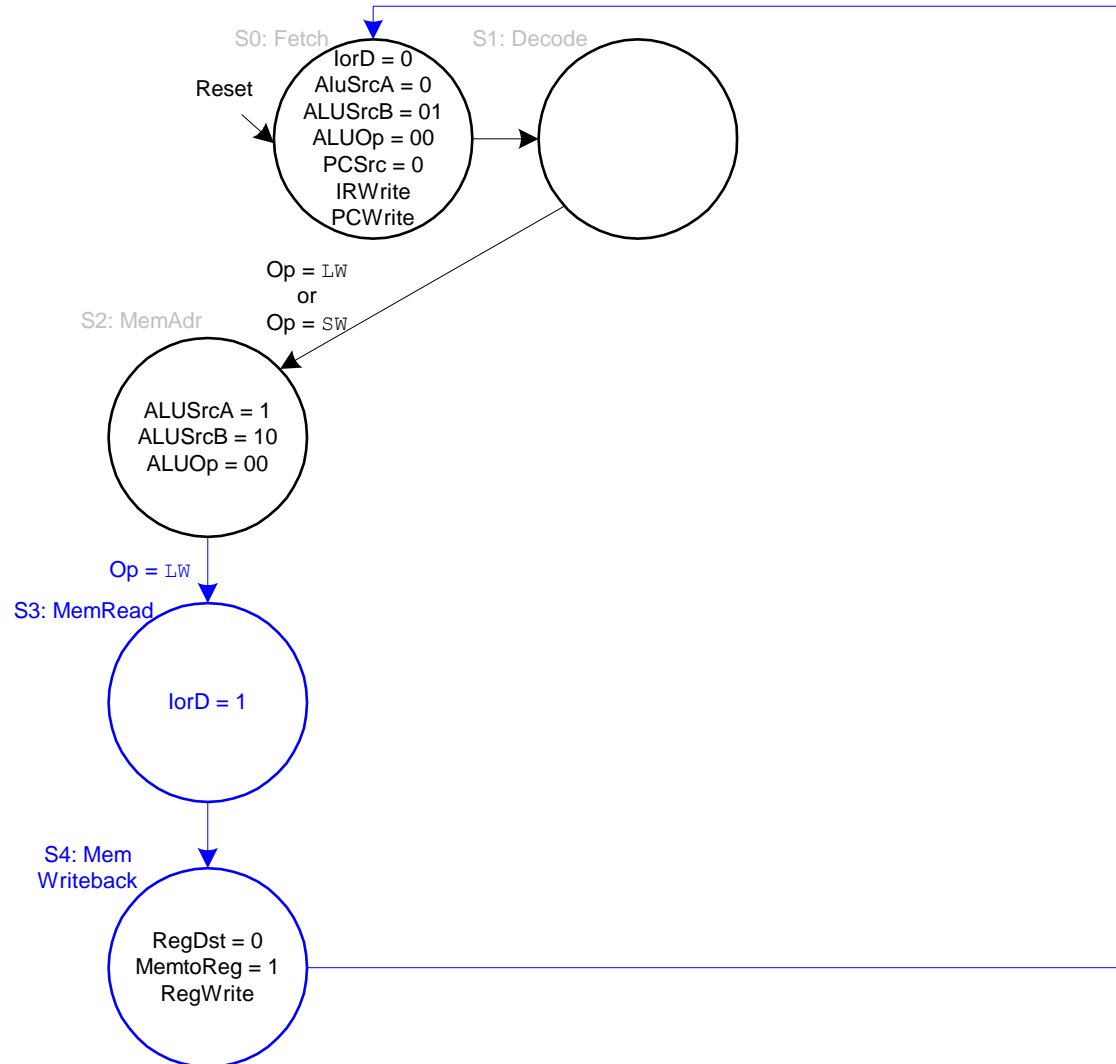 S0: Fetch
S1: Decode
Reset
IorD = 0
AluSrcA = 0
ALUSrcB = 01
ALUOp = 00
PCSrc = 0
IRWrite
PCWrite
Op = LW
or
Op = SW
S2: MemAdr
ALUSrcA = 1
ALUSrcB = 10
ALUOp = 00
Op = LW
S3: MemRead
IorD = 1
S4: Mem
Writeback
RegDst = 0
MemtoReg = 1
RegWrite